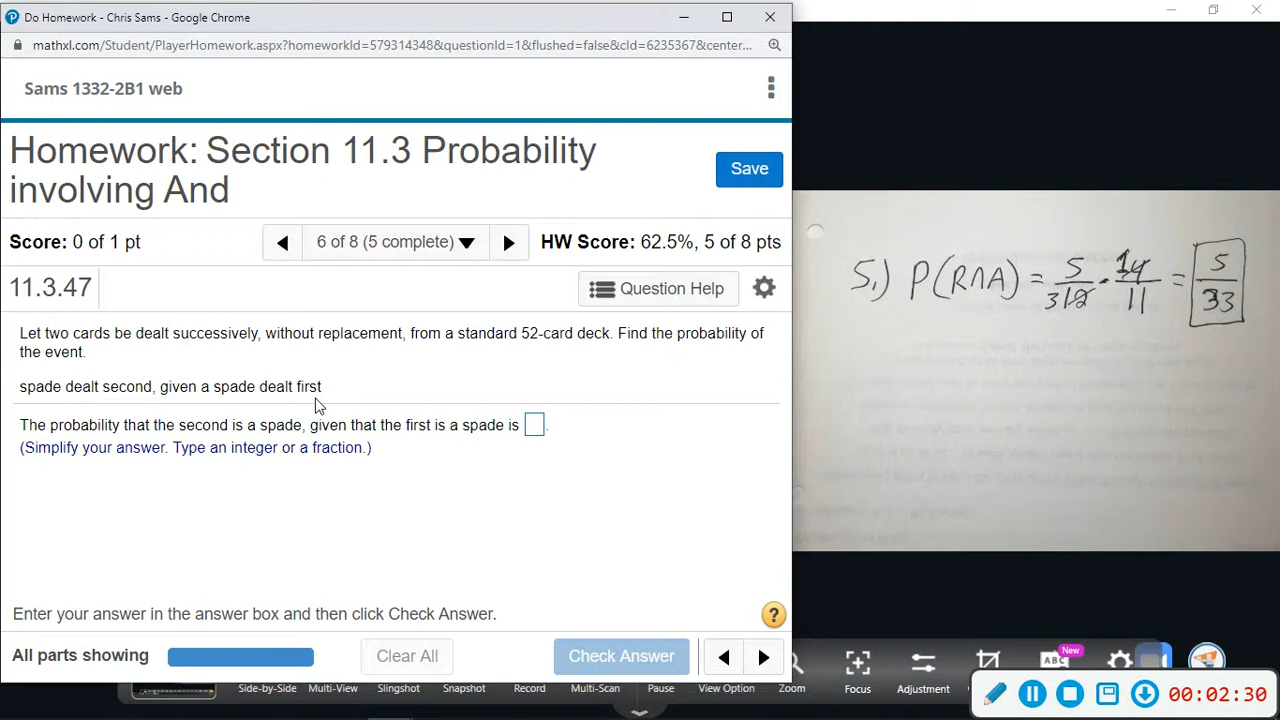 Do Homework - Chris Sams - Google Chrome
mathxl.com/Student/PlayerHomework.aspx?homeworkId=579314348&questionId=1&flushed=false&cId=6235367&center...
Sams 1332-2B1 web
Homework: Section 11.3 Probability
involving And
Save
Score: 0 of 1 pt
6 of 8 (5 complete)
HW Score: 62.5%, 5 of 8 pts
11.3.47
Question Help
Let two cards be dealt successively, without replacement, from a standard 52-card deck. Find the probability of
the event.
spade dealt second, given a spade dealt first
The probability that the second is a spade, given that the first is a spade is
.
(Simplify your answer. Type an integer or a fraction.)
Enter your answer in the answer box and then click Check Answer.
?
All parts showing
Clear All
Check Answer
5.) P(R∩A) = 5/3 12 · 1 4/11 = 5/33
New
ABC
Side-by-Side
Multi-View
Slingshot
Snapshot
Record
Multi-Scan
Pause
View Option
Zoom
Focus
Adjustment
00:02:30